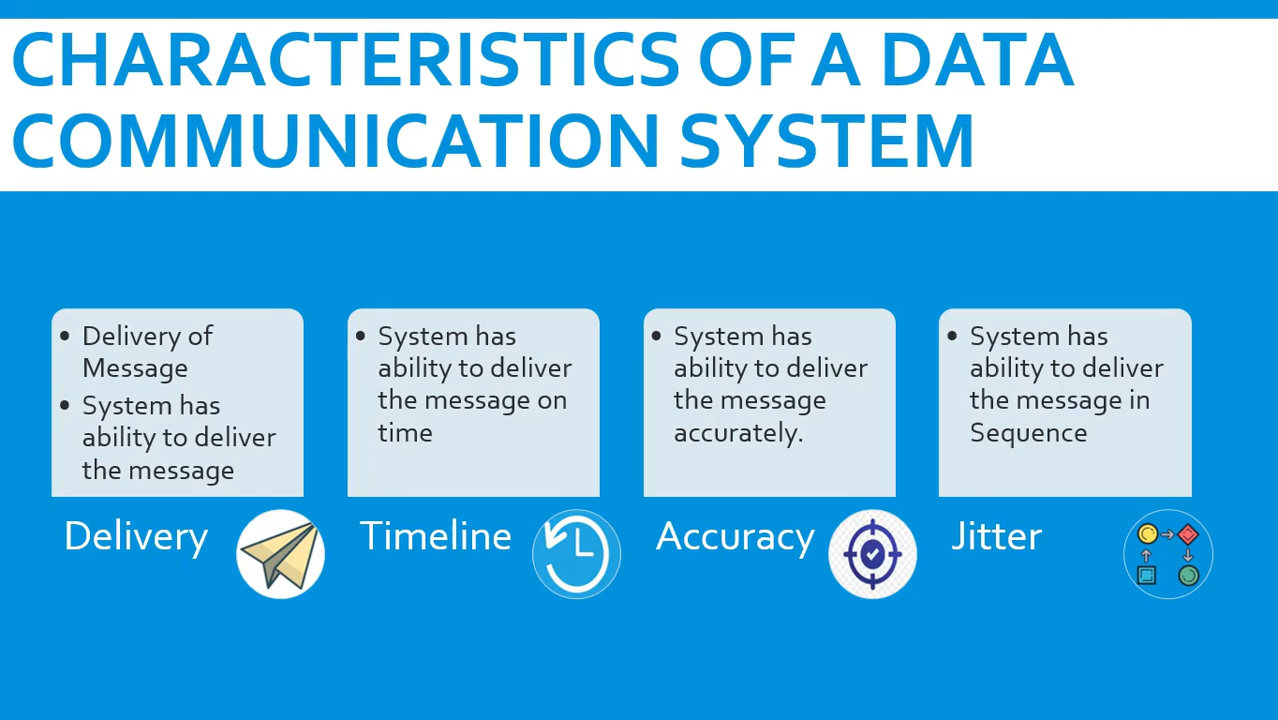 CHARACTERISTICS OF A DATA
COMMUNICATION SYSTEM
• Delivery of
Message
• System has
ability to deliver
the message
Delivery
• System has
ability to deliver
the message on
time
Timeline
• System has
ability to deliver
the message
accurately.
Accuracy
• System has
ability to deliver
the message in
Sequence
Jitter